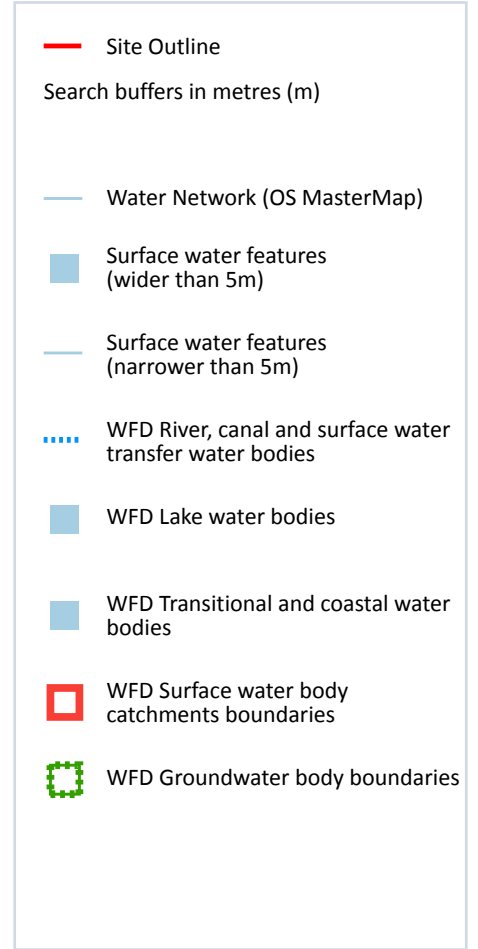 Site Outline
Search buffers in metres (m)
Water Network (OS MasterMap)
Surface water features
(wider than 5m)
Surface water features
(narrower than 5m)
WFD River, canal and surface water
transfer water bodies
WFD Lake water bodies
WFD Transitional and coastal water
bodies
WFD Surface water body
catchments boundaries
WFD Groundwater body boundaries